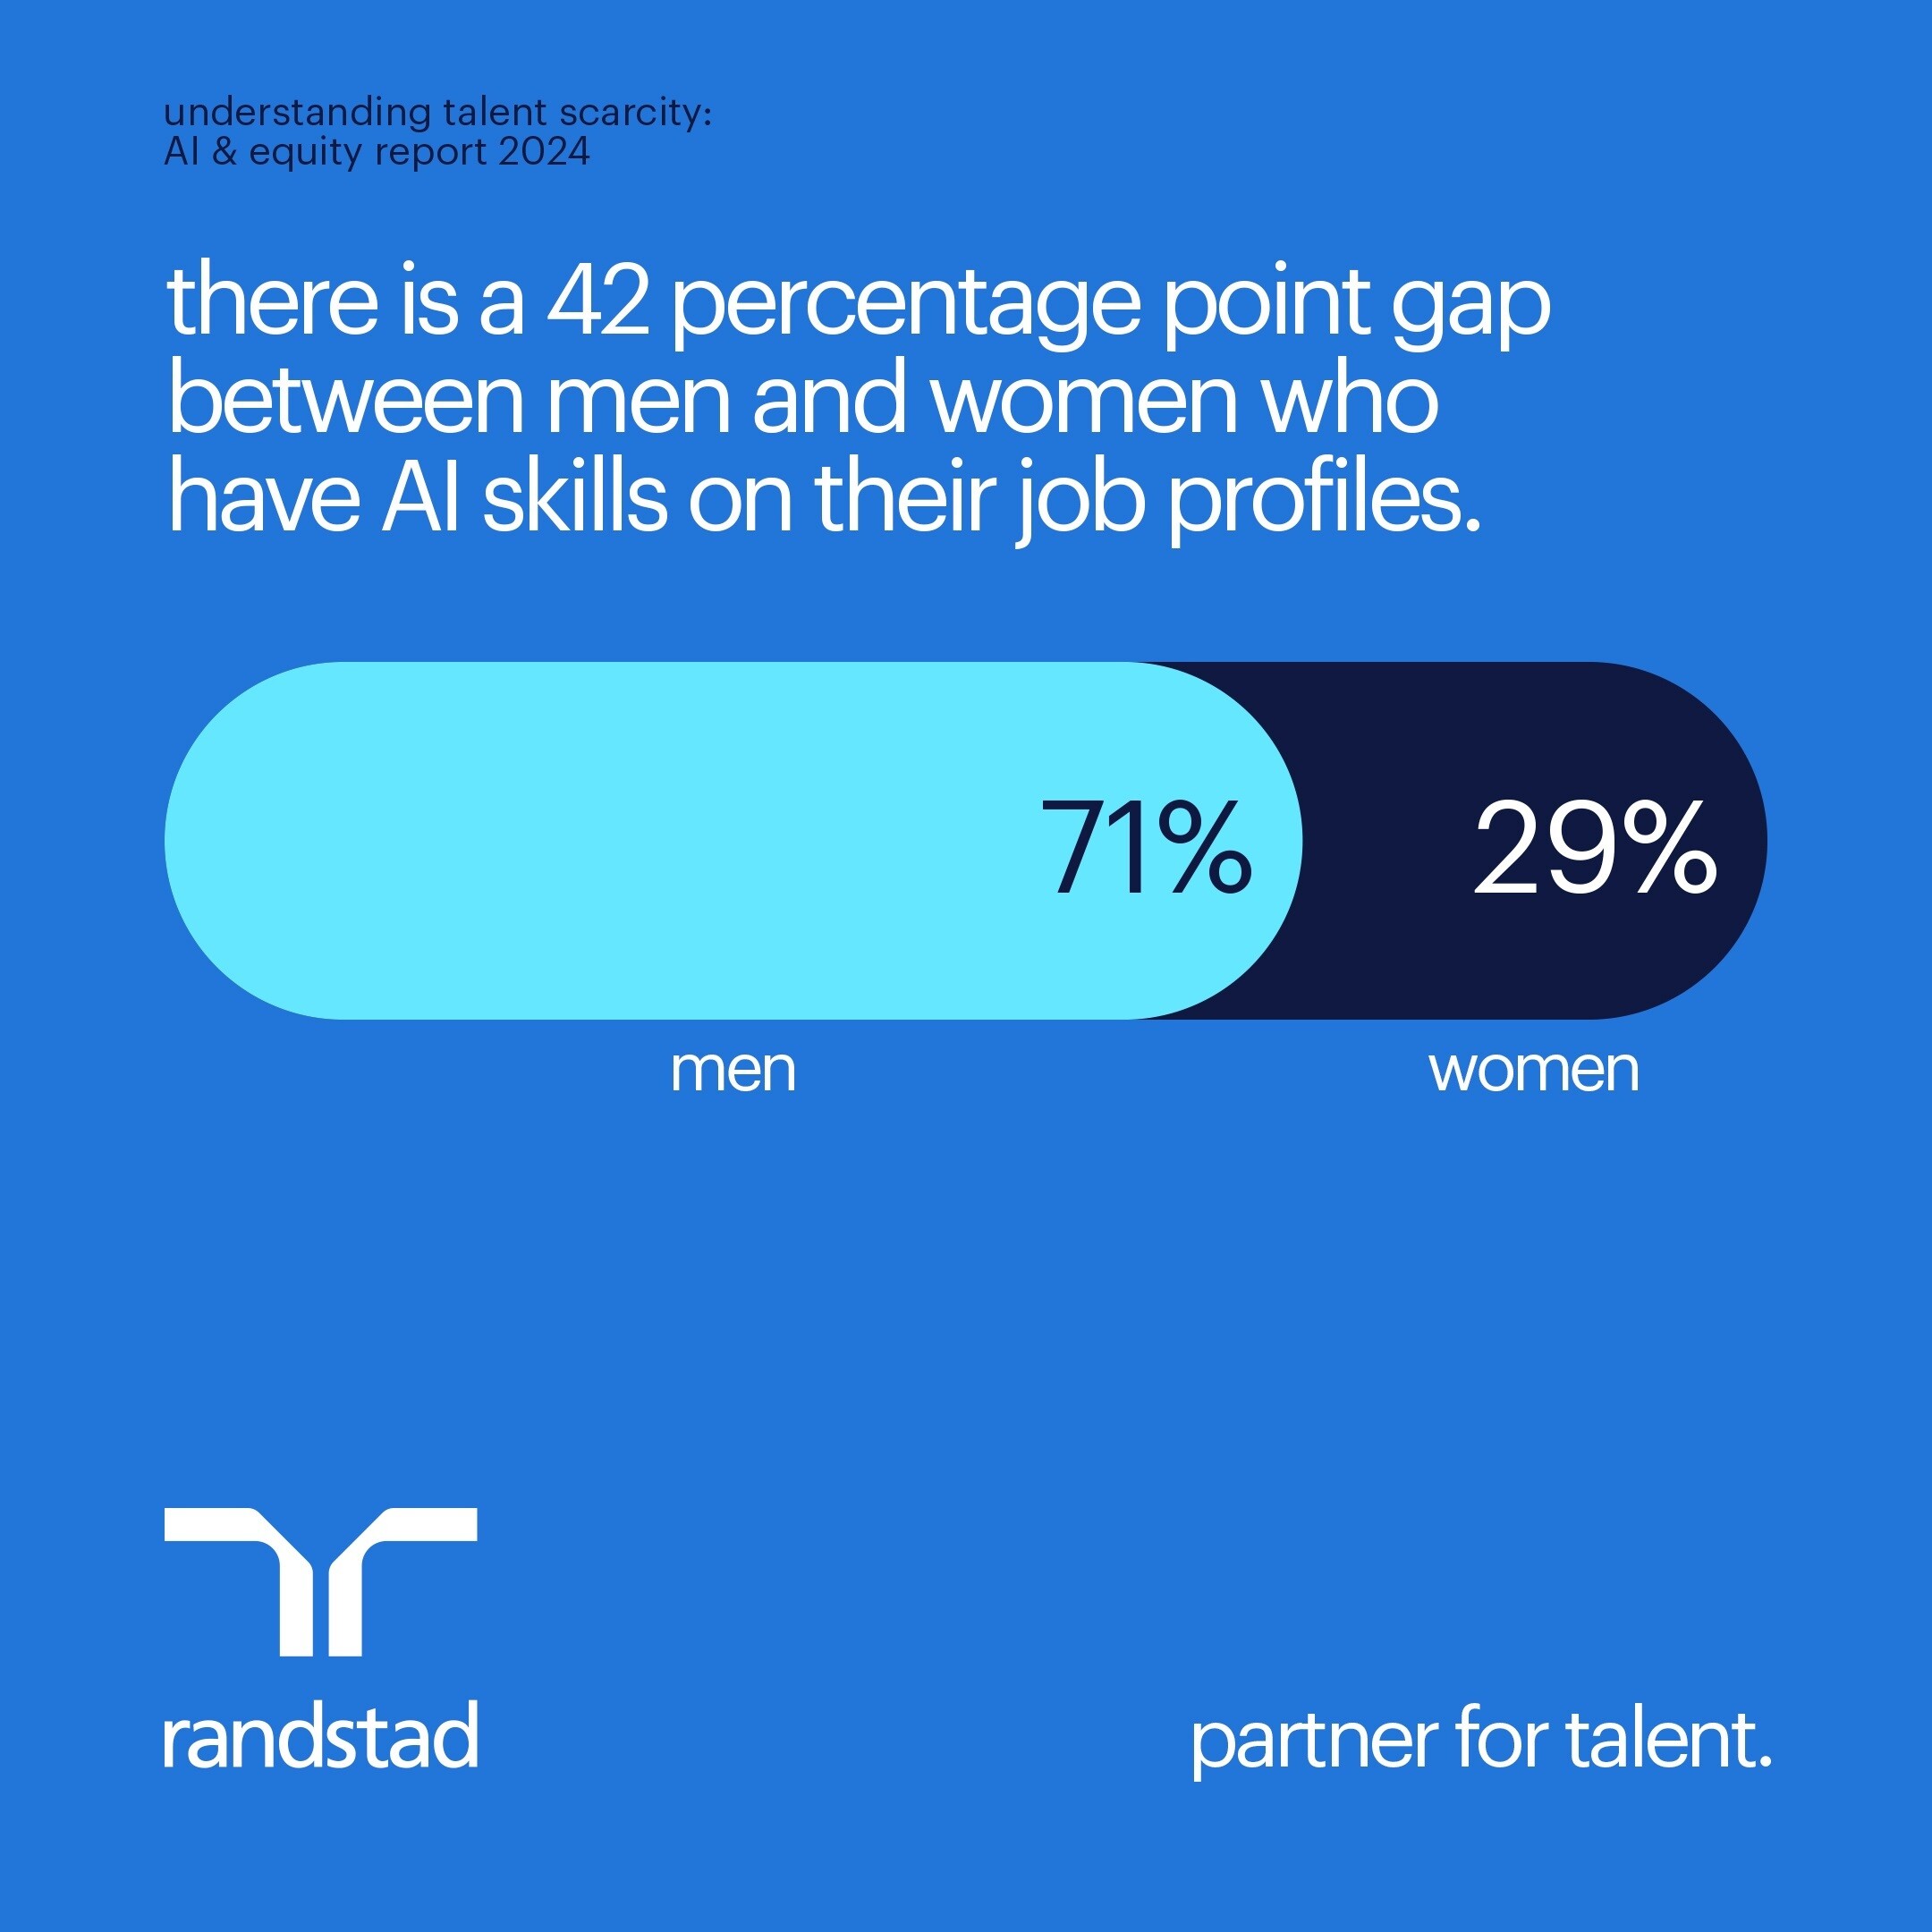 understanding talent scarcity:
AI & equity report 2024
there is a 42 percentage point gap
between men and women who
have AI skills on their job profiles.
71% 29%
men women
randstad
partner for talent.